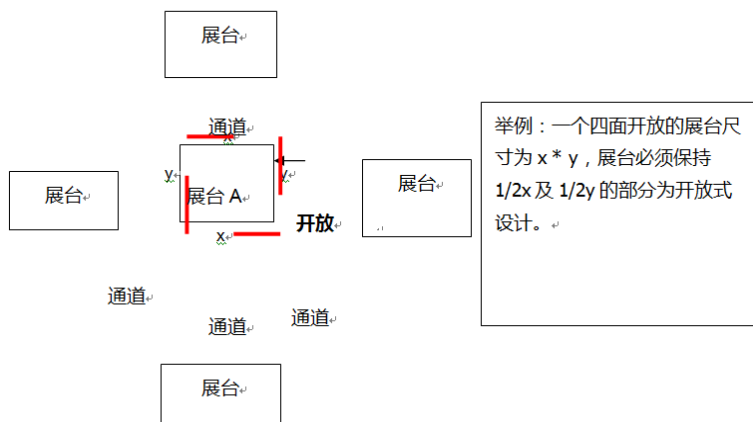 展台
通道
x
y
y
展台
展台 A
展台
开放
x
通道
通道
通道
展台
举例：一个四面开放的展台尺
寸为 x * y，展台必须保持
1/2x 及 1/2y 的部分为开放式
设计。